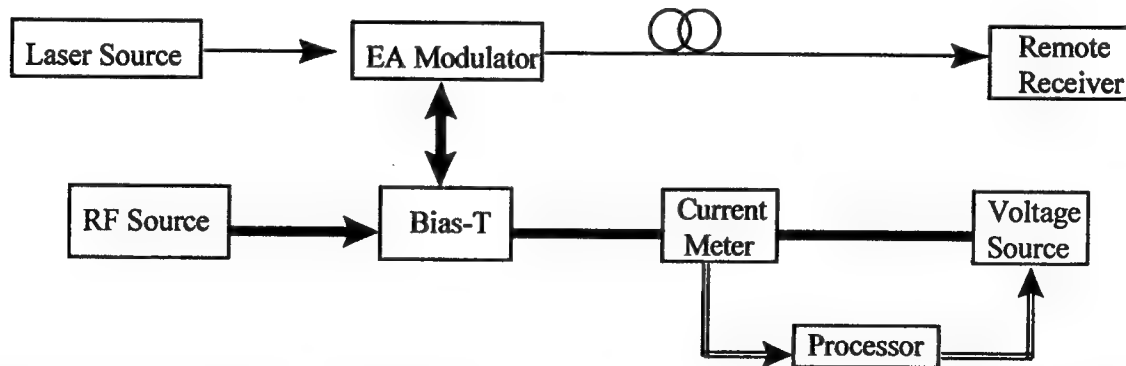 Laser Source
EA Modulator
Remote
Receiver
RF Source
Bias-T
Current
Meter
Voltage
Source
Processor